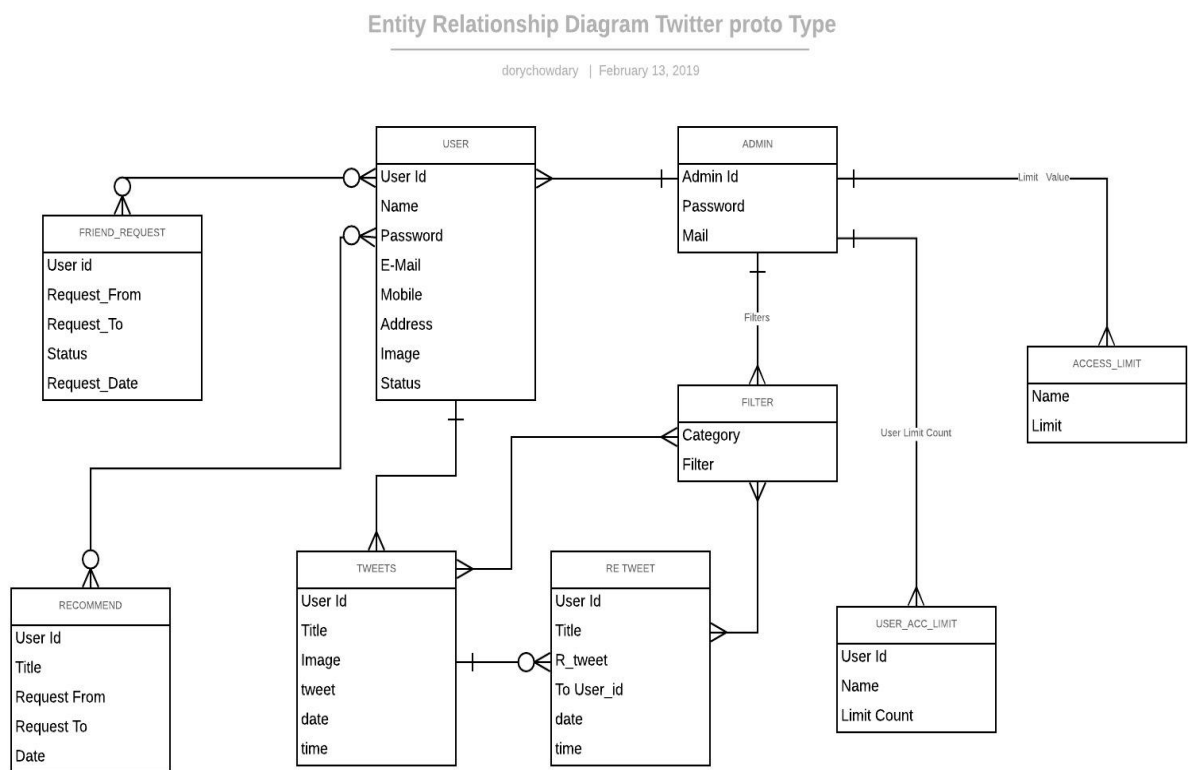 Entity Relationship Diagram Twitter proto Type
dorychowdary | February 13, 2019
USER
User Id
Name
Password
E-Mail
Mobile
Address
Image
Status
ADMIN
Admin Id
Password
Mail
Limit Value
FRIEND_REQUEST
User id
Request_From
Request_To
Status
Request_Date
Filters
ACCESS_LIMIT
Name
Limit
FILTER
Category
Filter
User Limit Count
RECOMMEND
User Id
Title
Request From
Request To
Date
TWEETS
User Id
Title
Image
tweet
date
time
RE TWEET
User Id
Title
R_tweet
To User_id
date
time
USER_ACC_LIMIT
User Id
Name
Limit Count